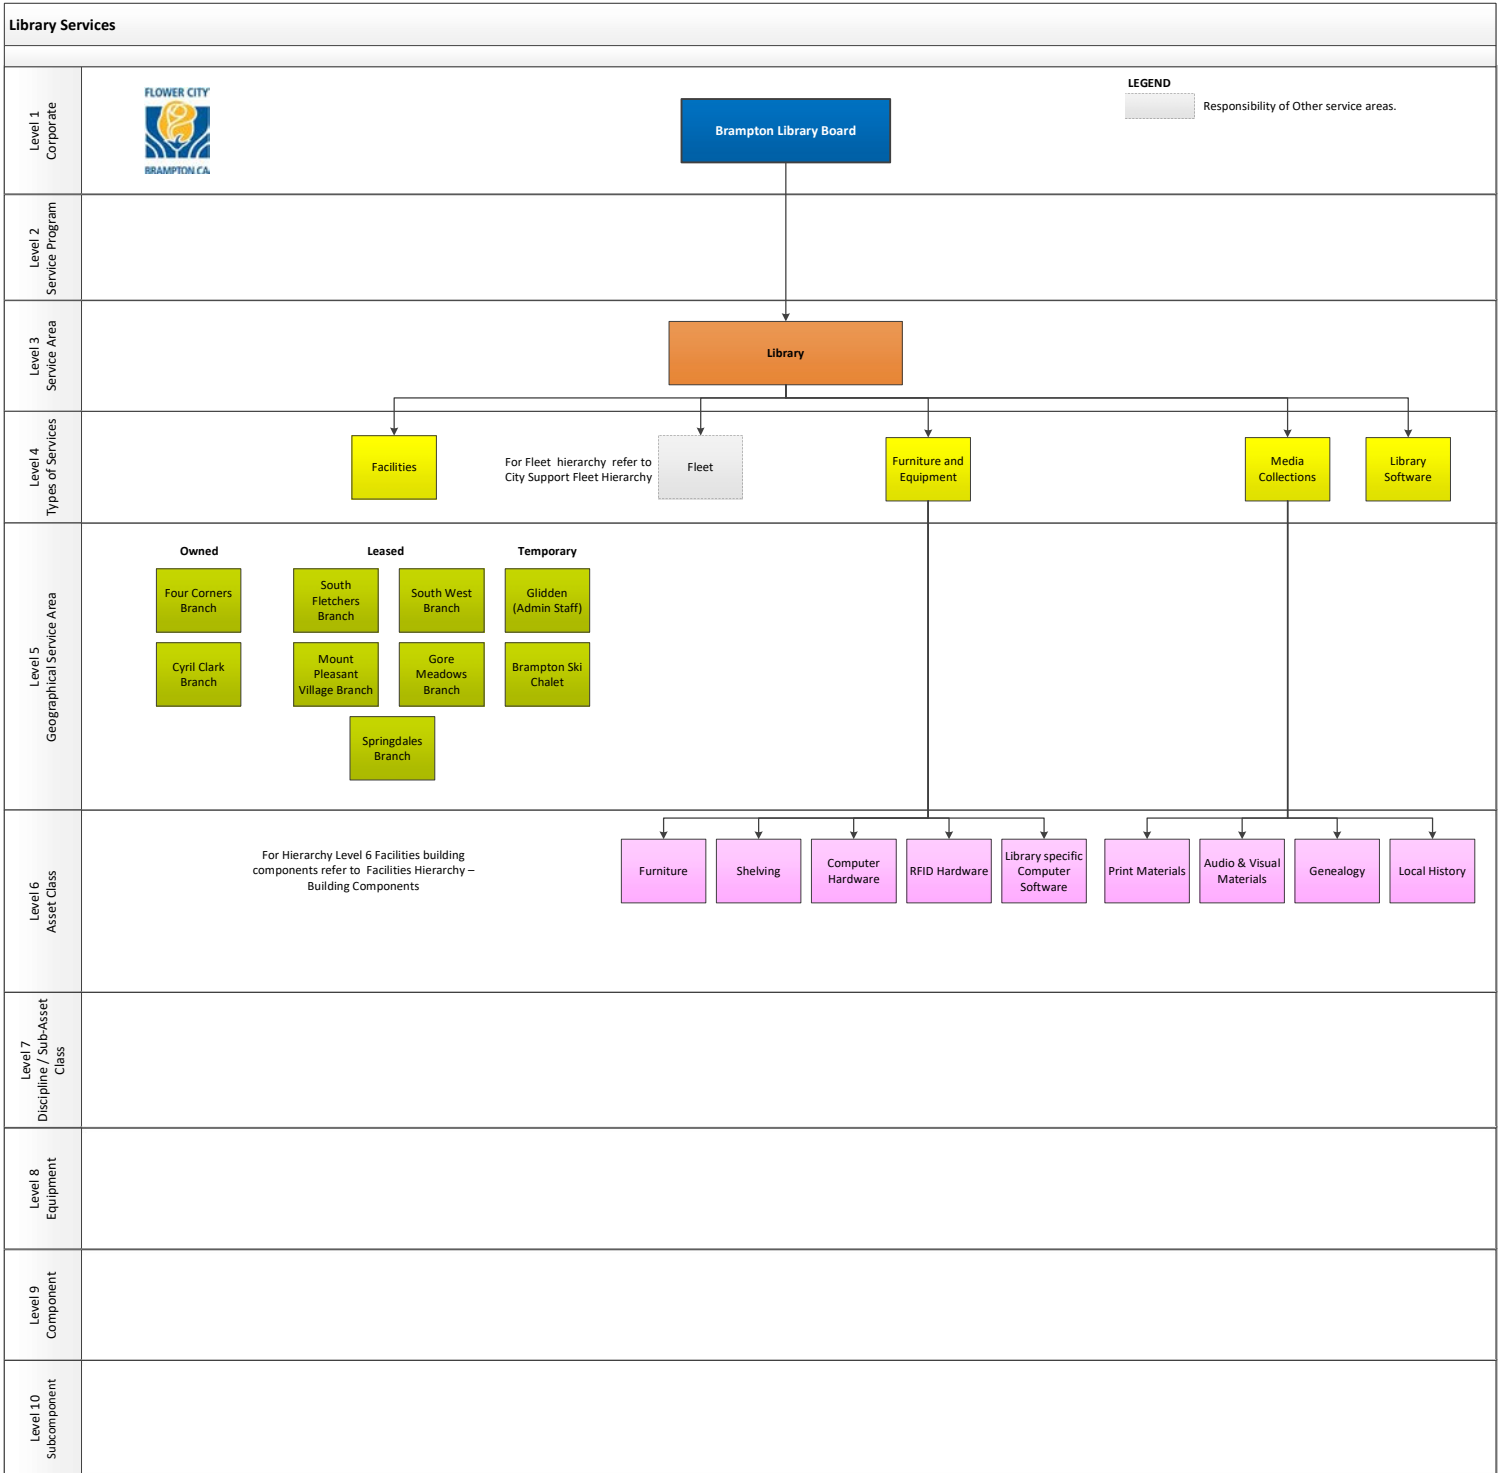 Library Services
Level 1
Corporate
FLOWER CITY
BRAMPTON.CA
Brampton Library Board
LEGEND
Responsibility of Other service areas.
Level 2
Service Program
Level 3
Service Area
Library
Level 4
Types of Services
Facilities
For Fleet hierarchy refer to
City Support Fleet Hierarchy
Fleet
Furniture and
Equipment
Media
Collections
Library
Software
Level 5
Geographical Service Area
Owned
Leased
Temporary
Four Corners
Branch
South
Fletchers
Branch
South West
Branch
Glidden
(Admin Staff)
Cyril Clark
Branch
Mount
Pleasant
Village Branch
Gore
Meadows
Branch
Brampton Ski
Chalet
Springdales
Branch
Level 6
Asset Class
For Hierarchy Level 6 Facilities building
components refer to Facilities Hierarchy –
Building Components
Furniture
Shelving
Computer
Hardware
RFID Hardware
Library specific
Computer
Software
Print Materials
Audio & Visual
Materials
Genealogy
Local History
Level 7
Discipline / Sub-Asset
Class
Level 8
Equipment
Level 9
Component
Level 10
Subcomponent